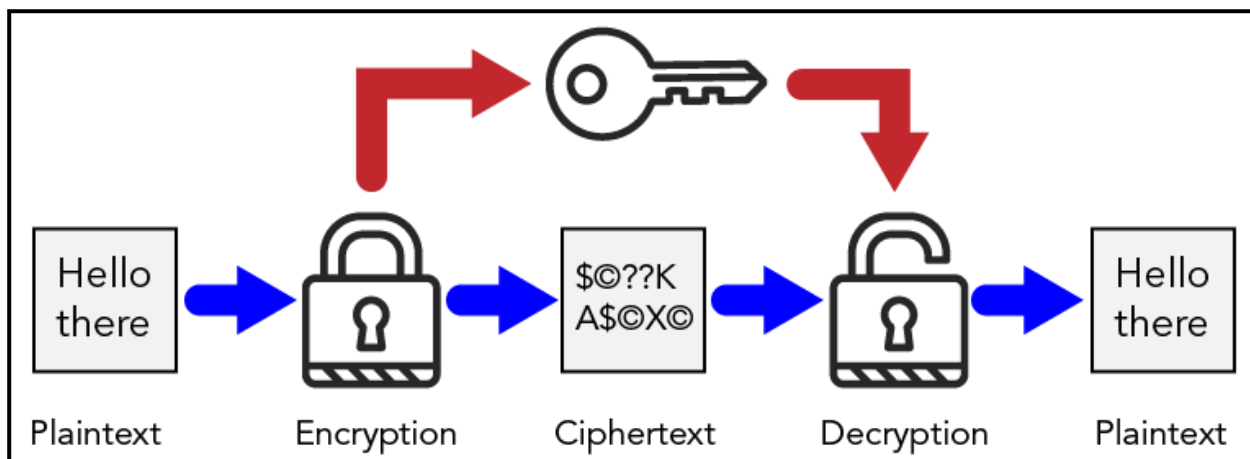 Hello
there
$©??K
A$©X©
Hello
there
Plaintext
Encryption
Ciphertext
Decryption
Plaintext